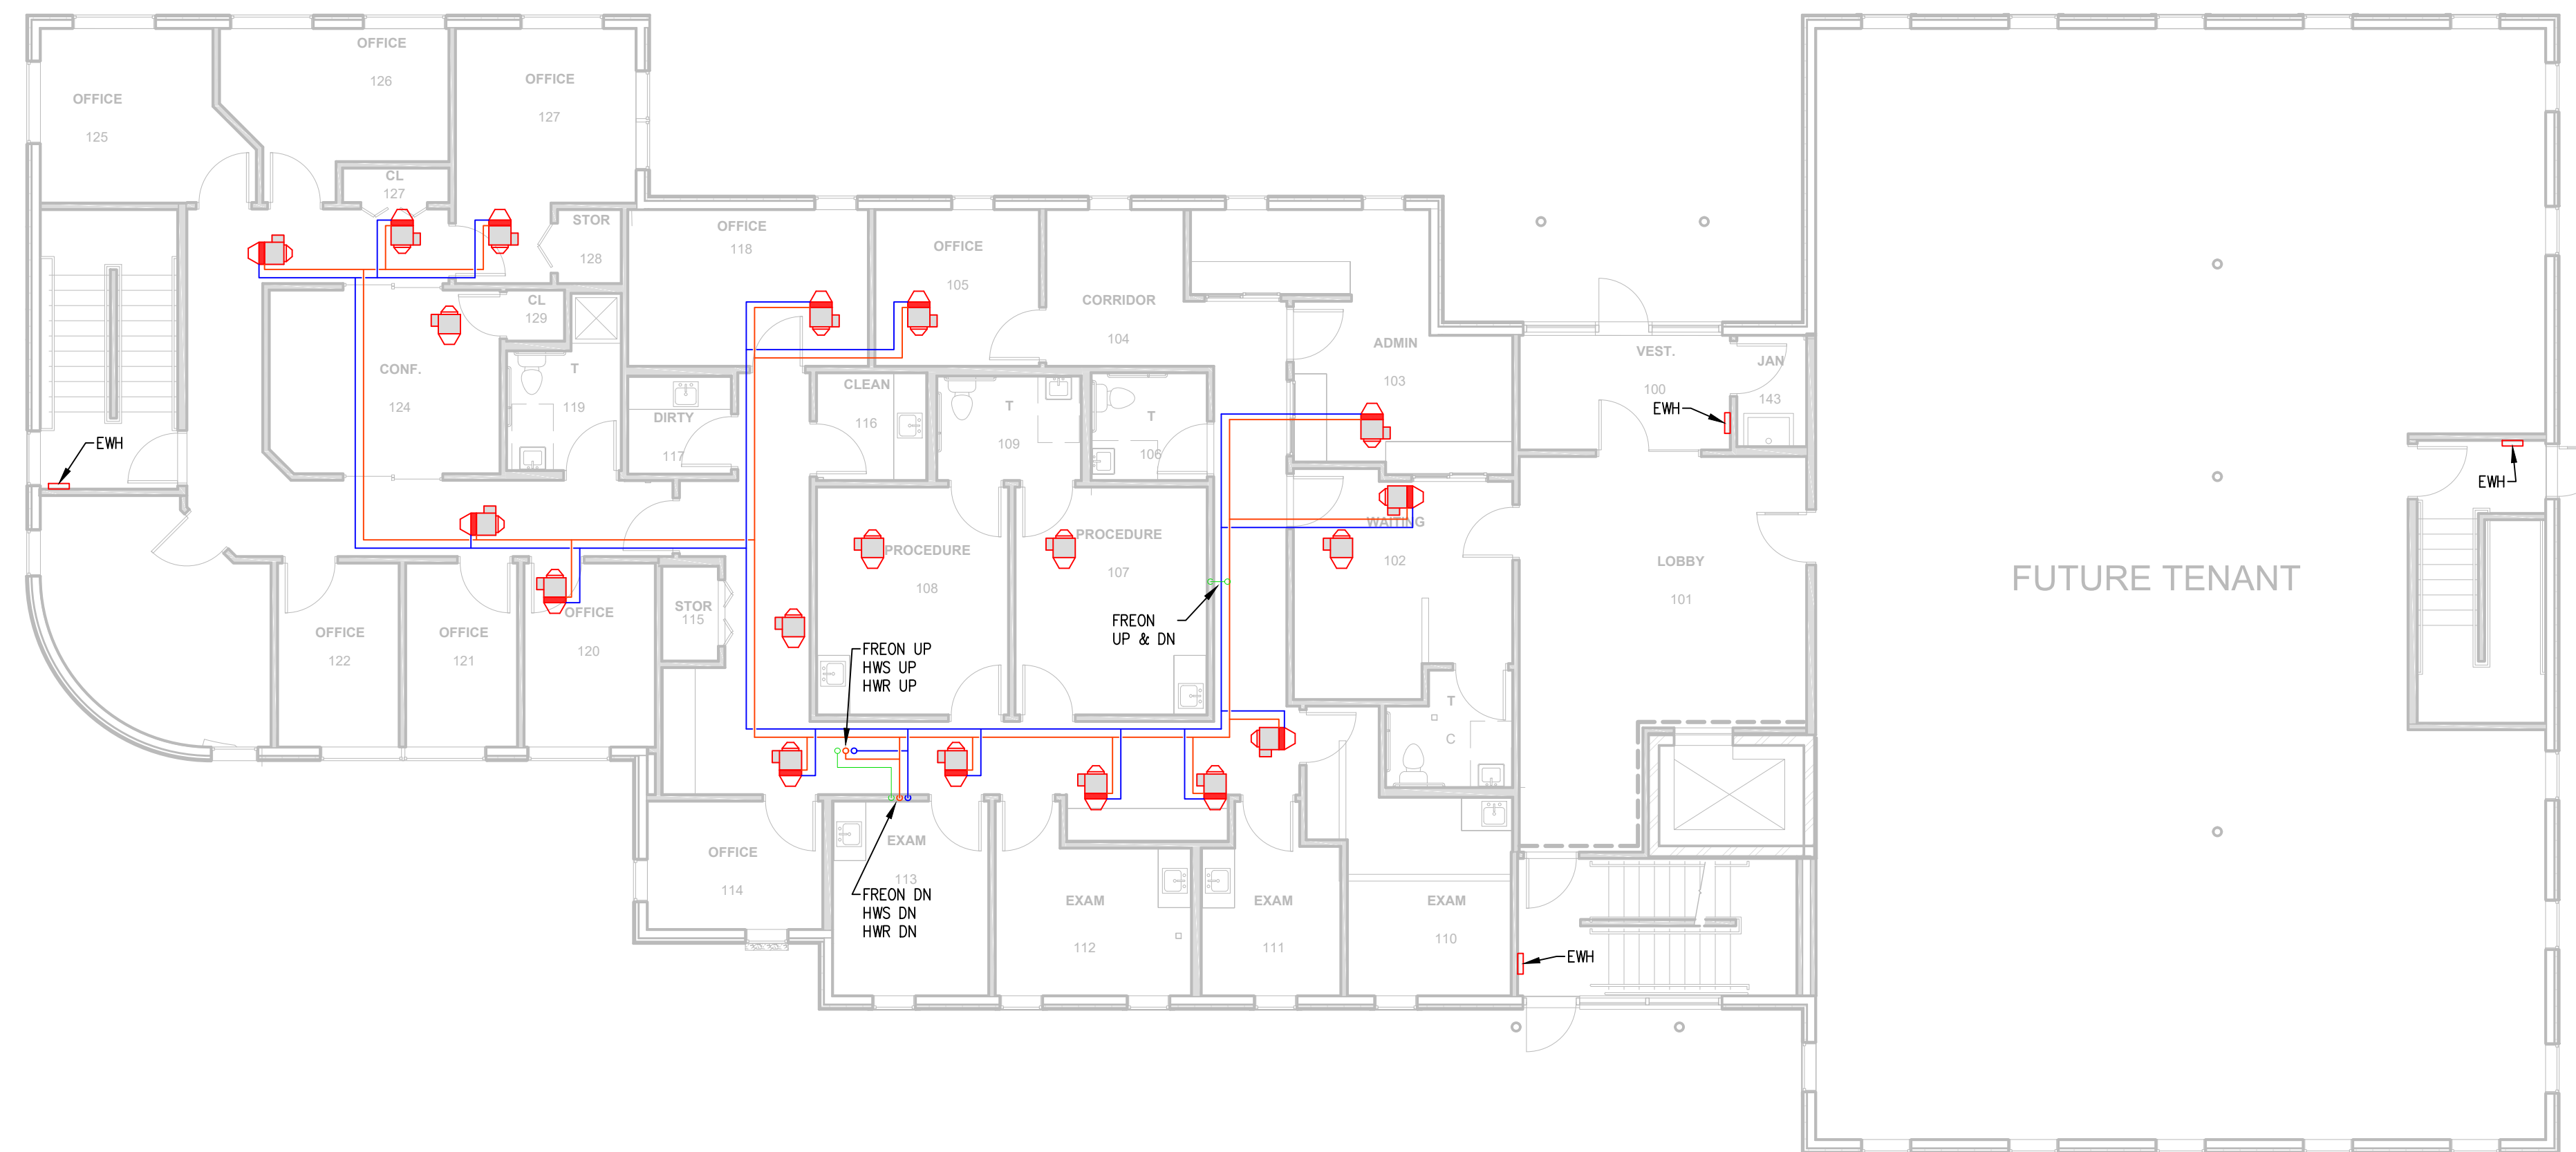 OFFICE
125
OFFICE
126
OFFICE
127
CL
127
STOR
128
OFFICE
118
OFFICE
105
CORRIDOR
104
ADMIN
103
VEST.
100
JAN
143
EWH
CL
129
CONF.
124
T
119
DIRTY
117
CLEAN
116
T
109
T
106
EWH
EWH
WAITING
102
LOBBY
101
FUTURE TENANT
PROCEDURE
108
PROCEDURE
107
FREON
UP & DN
OFFICE
122
OFFICE
121
OFFICE
120
STOR
115
FREON UP
HWS UP
HWR UP
T
C
OFFICE
114
EXAM
113
FREON DN
HWS DN
HWR DN
EXAM
112
EXAM
111
EXAM
110
EWH